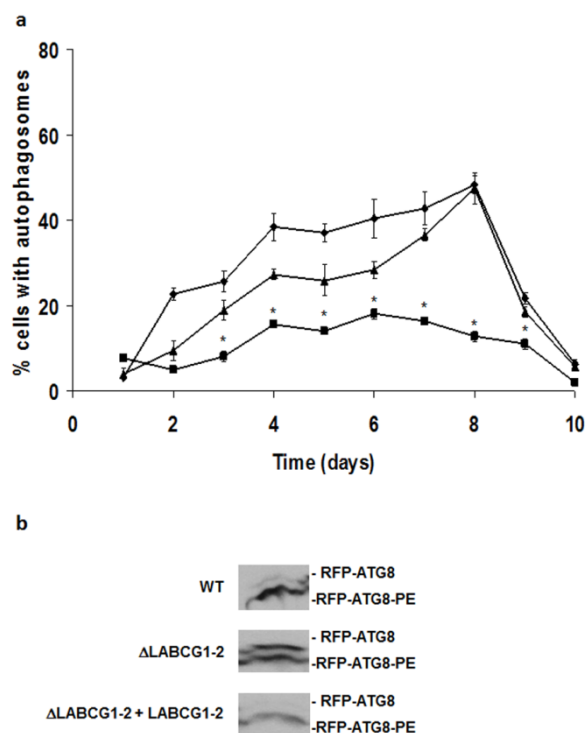 a
% cells with autophagosomes
80
60
40
20
0
0 2 4 6 8 10
* * * * * * *
Time (days)
b
WT
- RFP-ATG8
-RFP-ATG8-PE
ΔLABCG1-2
- RFP-ATG8
-RFP-ATG8-PE
ΔLABCG1-2 + LABCG1-2
- RFP-ATG8
-RFP-ATG8-PE